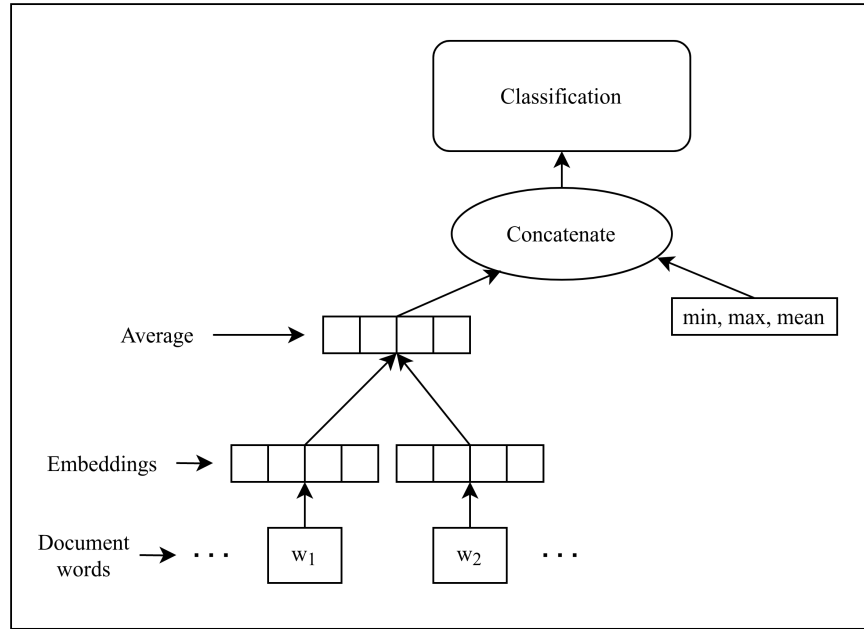 Classification
Concatenate
min, max, mean
Average
Embeddings
Document
words
. . .
w1
w2
. . .